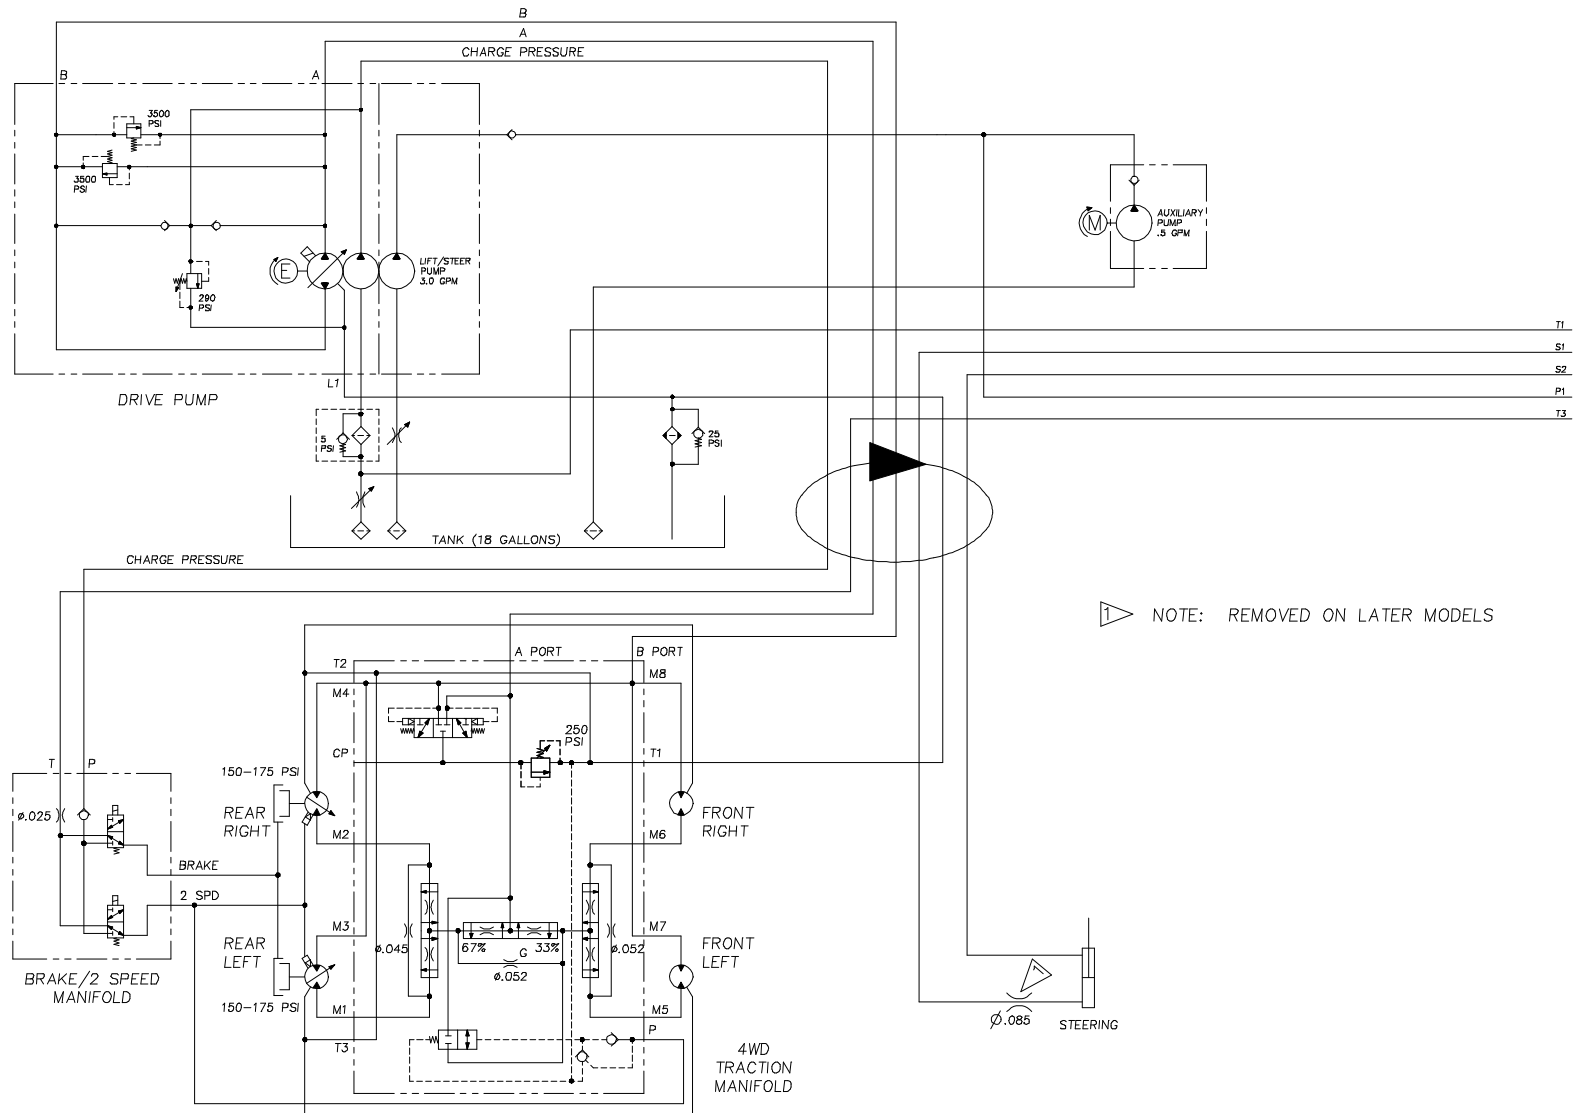 B
A
CHARGE PRESSURE
B
A
3500
PSI
3500
PSI
290
PSI
E
LIFT/STEER
PUMP
3.0 GPM
M
AUXILIARY
PUMP
.5 GPM
T1
S1
S2
P1
T3
L1
DRIVE PUMP
5
PSI
25
PSI
TANK (18 GALLONS)
CHARGE PRESSURE
1 NOTE: REMOVED ON LATER MODELS
A PORT
B PORT
T2
M8
M4
250
PSI
CP
T1
T
P
150-175 PSI
Ø.025
REAR
RIGHT
FRONT
RIGHT
M2
M6
BRAKE
2 SPD
M3
M7
REAR
LEFT
Ø.045
67%
33%
G
Ø.052
Ø.052
FRONT
LEFT
BRAKE/2 SPEED
MANIFOLD
150-175 PSI
M1
M5
P
T3
4WD
TRACTION
MANIFOLD
1
Ø.085
STEERING